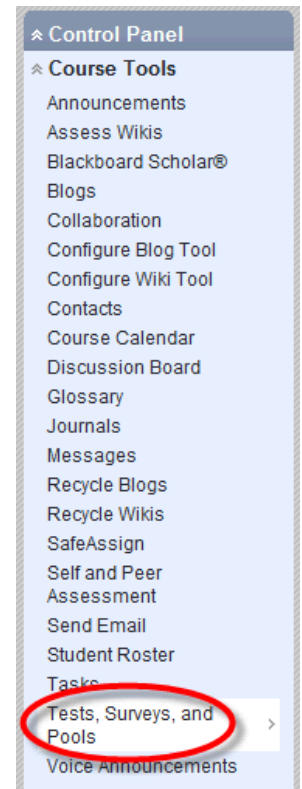 Control Panel
Course Tools
Announcements
Assess Wikis
Blackboard Scholar®
Blogs
Collaboration
Configure Blog Tool
Configure Wiki Tool
Contacts
Course Calendar
Discussion Board
Glossary
Journals
Messages
Recycle Blogs
Recycle Wikis
SafeAssign
Self and Peer
Assessment
Send Email
Student Roster
Tasks
Tests, Surveys, and
Pools
Voice Announcements